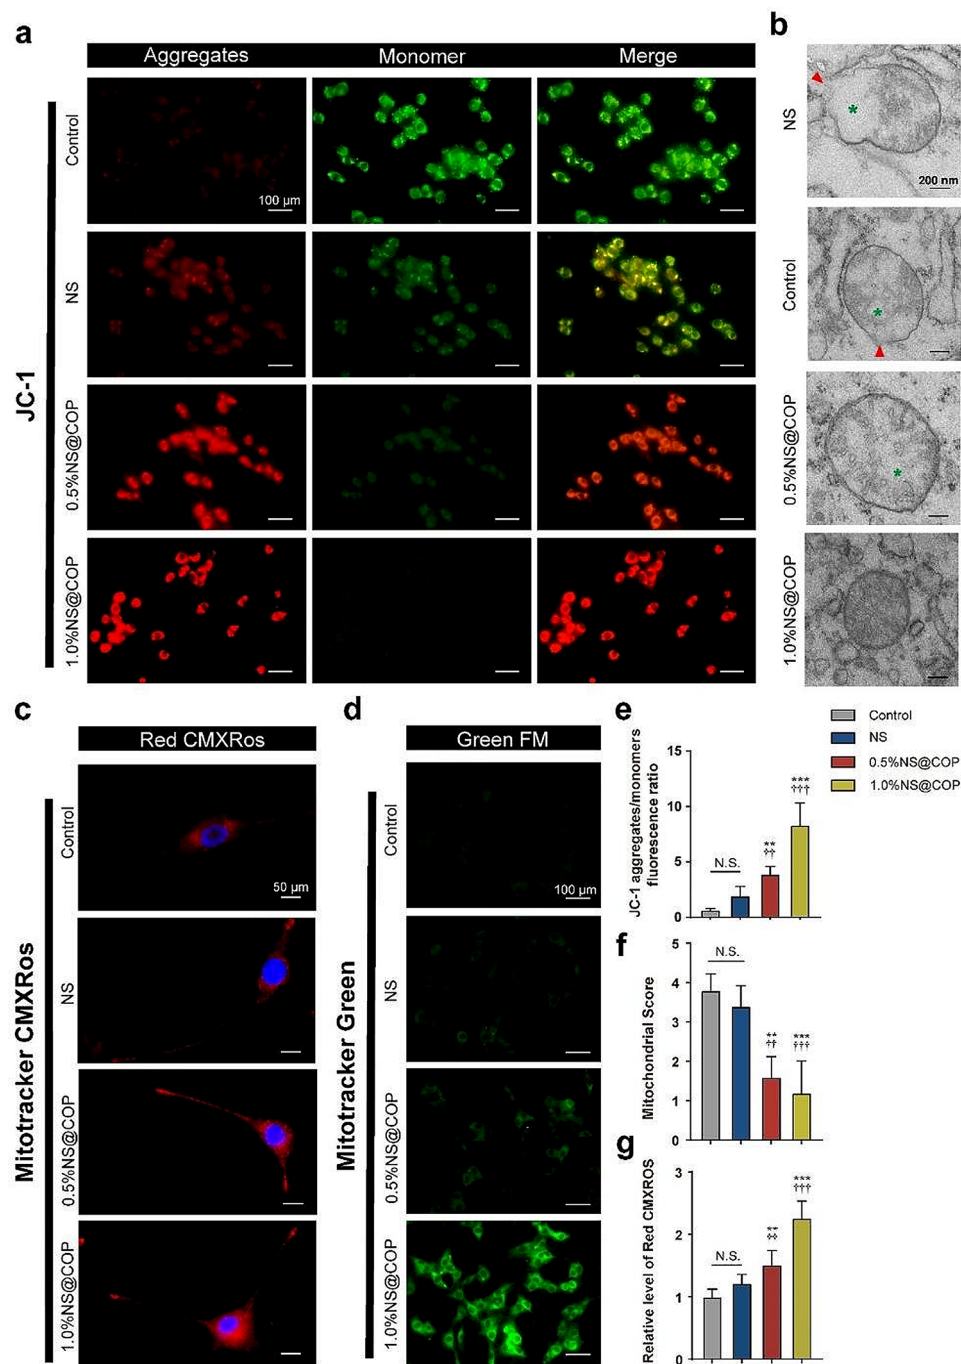 a
Aggregates
Monomer
Merge
JC-1
Control
100 µm
NS
0.5%NS@COP
1.0%NS@COP
b
NS
*
200 nm
Control
*
0.5%NS@COP
*
1.0%NS@COP
c
Red CMXRos
Mitotracker CMXRos
Control
50 µm
NS
0.5%NS@COP
1.0%NS@COP
d
Green FM
Mitotracker Green
Control
100 µm
NS
0.5%NS@COP
1.0%NS@COP
Control
NS
0.5%NS@COP
1.0%NS@COP
e
JC-1 aggregates/monomers
fluorescence ratio
15
10
5
0
N.S.
**
††
***
†††
f
Mitochondrial Score
5
4
3
2
1
0
N.S.
**
††
***
†††
g
Relative level of Red CMXROS
3
2
1
0
N.S.
**
***
†††